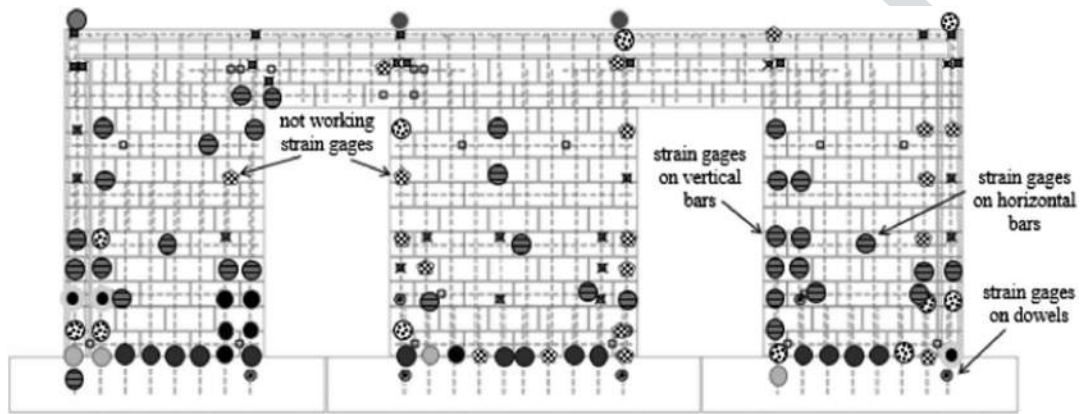 not working
strain gages
strain gages
on vertical
bars
strain gages
on horizontal
bars
strain gages
on dowels